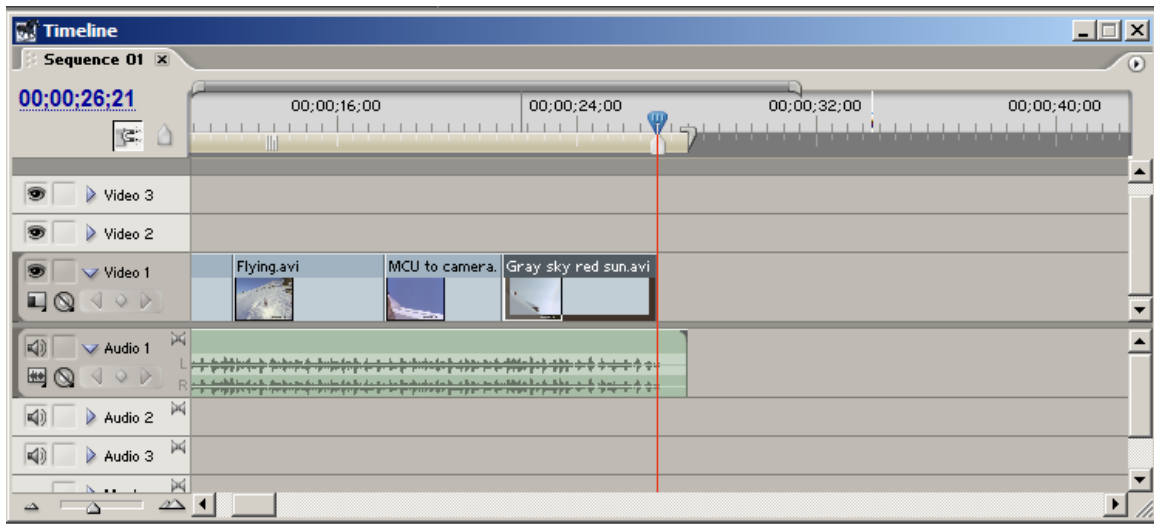 Timeline
Sequence 01
00;00;26;21
00;00;16;00 00;00;24;00 00;00;32;00 00;00;40;00
Video 3
Video 2
Video 1
Flying.avi
MCU to camera.
Gray sky red sun.avi
Audio 1
L
R
Audio 2
Audio 3